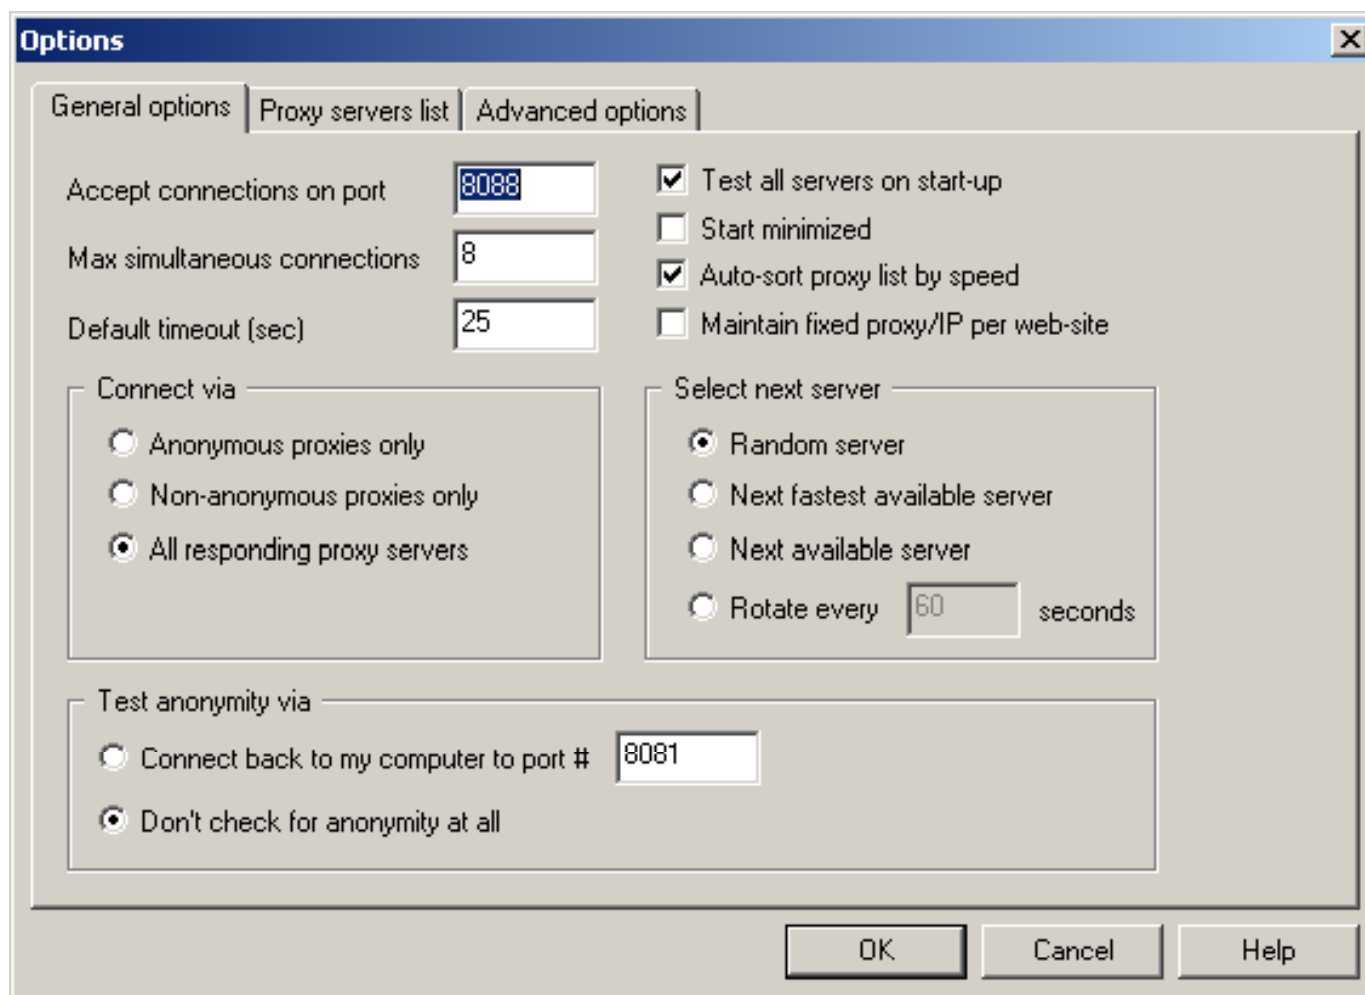 Options
General options
Proxy servers list
Advanced options
Accept connections on port
8088
Max simultaneous connections
8
Default timeout (sec)
25
Test all servers on start-up
Start minimized
Auto-sort proxy list by speed
Maintain fixed proxy/IP per web-site
Connect via
Anonymous proxies only
Non-anonymous proxies only
All responding proxy servers
Select next server
Random server
Next fastest available server
Next available server
Rotate every 60 seconds
Test anonymity via
Connect back to my computer to port # 8081
Don't check for anonymity at all
OK
Cancel
Help